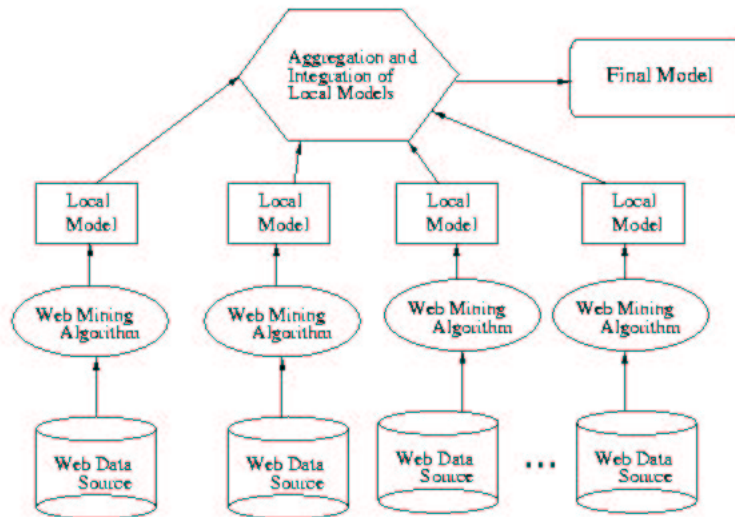 Aggregation and
Integration of
Local Models
Final Model
Local
Model
Local
Model
Local
Model
Local
Model
Web Mining
Algorithm
Web Mining
Algorithm
Web Mining
Algorithm
Web Mining
Algorithm
Web Data
Source
Web Data
Source
Web Data
Source
...
Web Data
Source